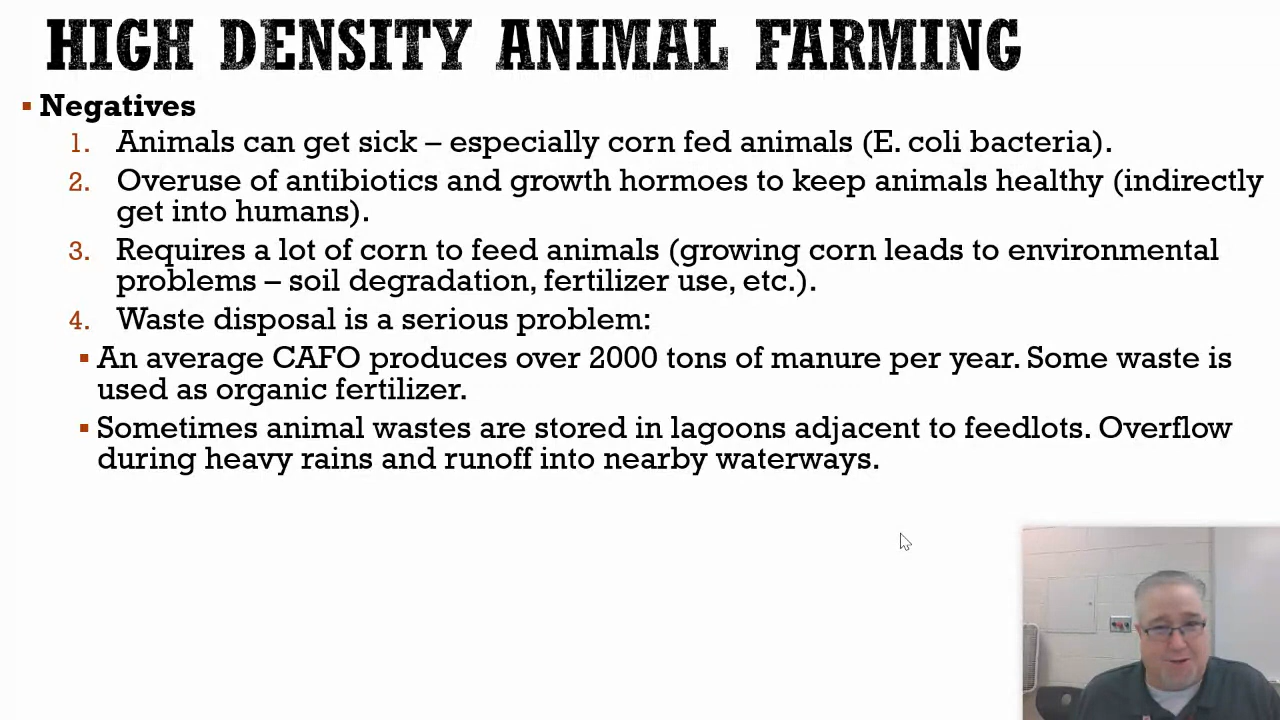 HIGH DENSITY ANIMAL FARMING
▪ Negatives
1. Animals can get sick – especially corn fed animals (E. coli bacteria).
2. Overuse of antibiotics and growth hormoes to keep animals healthy (indirectly
get into humans).
3. Requires a lot of corn to feed animals (growing corn leads to environmental
problems – soil degradation, fertilizer use, etc.).
4. Waste disposal is a serious problem:
▪ An average CAFO produces over 2000 tons of manure per year. Some waste is
used as organic fertilizer.
▪ Sometimes animal wastes are stored in lagoons adjacent to feedlots. Overflow
during heavy rains and runoff into nearby waterways.